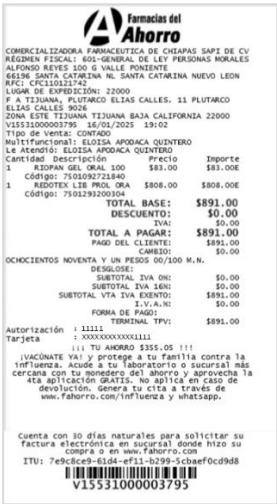 Farmacias del
Ahorro
COMERCIALIZADORA FARMACEUTICA DE CHIAPAS SAPI DE CV
RÉGIMEN FISCAL: 601-GENERAL DE LEY PERSONAS MORALES
ALFONSO REYES 100 G VALLE PONIENTE
66196 SANTA CATARINA NL SANTA CATARINA NUEVO LEON
RFC: CFC110121742
LUGAR DE EXPEDICIÓN: 22000
F A TIJUANA, PLUTARCO ELIAS CALLES. 11 PLUTARCO
ELIAS CALLES 9026
ZONA ESTE TIJUANA TIJUANA BAJA CALIFORNIA 22000
V15531000003795 16/01/2025 19:02
Tipo de Venta: CONTADO
Multifuncional: ELOISA APODACA QUINTERO
Le Atendió: ELOISA APODACA QUINTERO
Cantidad Descripción Precio Importe
1 RIOPAN GEL ORAL 100 $83.00 $83.00E
Código: 7501092721840
1 REDOTEX LIB PROL ORA $808.00 $808.00E
Código: 7501293200304
TOTAL BASE: $891.00
DESCUENTO: $0.00
IVA: $0.00
TOTAL A PAGAR: $891.00
PAGO DEL CLIENTE: $891.00
CAMBIO: $0.00
OCHOCIENTOS NOVENTA Y UN PESOS 00/100 M.N.
DESGLOSE:
SUBTOTAL IVA 0%: $0.00
SUBTOTAL IVA 16%: $0.00
SUBTOTAL VTA IVA EXENTO: $891.00
I.V.A%: $0.00
FORMA DE PAGO:
TERMINAL TPV: $891.00
Autorización : 11111
Tarjeta : XXXXXXXXXXXX1111
¡¡¡ TU AHORRO $355.05 !!!
¡VACÚNATE YA! y protege a tu familia contra la
influenza. Acude a tu laboratorio o sucursal más
cercana con tu monedero del ahorro y aprovecha la
4ta aplicación GRATIS. No aplica en caso de
devolución. Genera tu cita a través de
www.fahorro.com/influenza y whatsapp.
Cuenta con 30 días naturales para solicitar su
factura electrónica en sucursal donde hizo su
compra o en www.fahorro.com
ITU: 7e9c8ce9-61d4-ef11-b299-5cbaef0cd9d8
V15531000003795